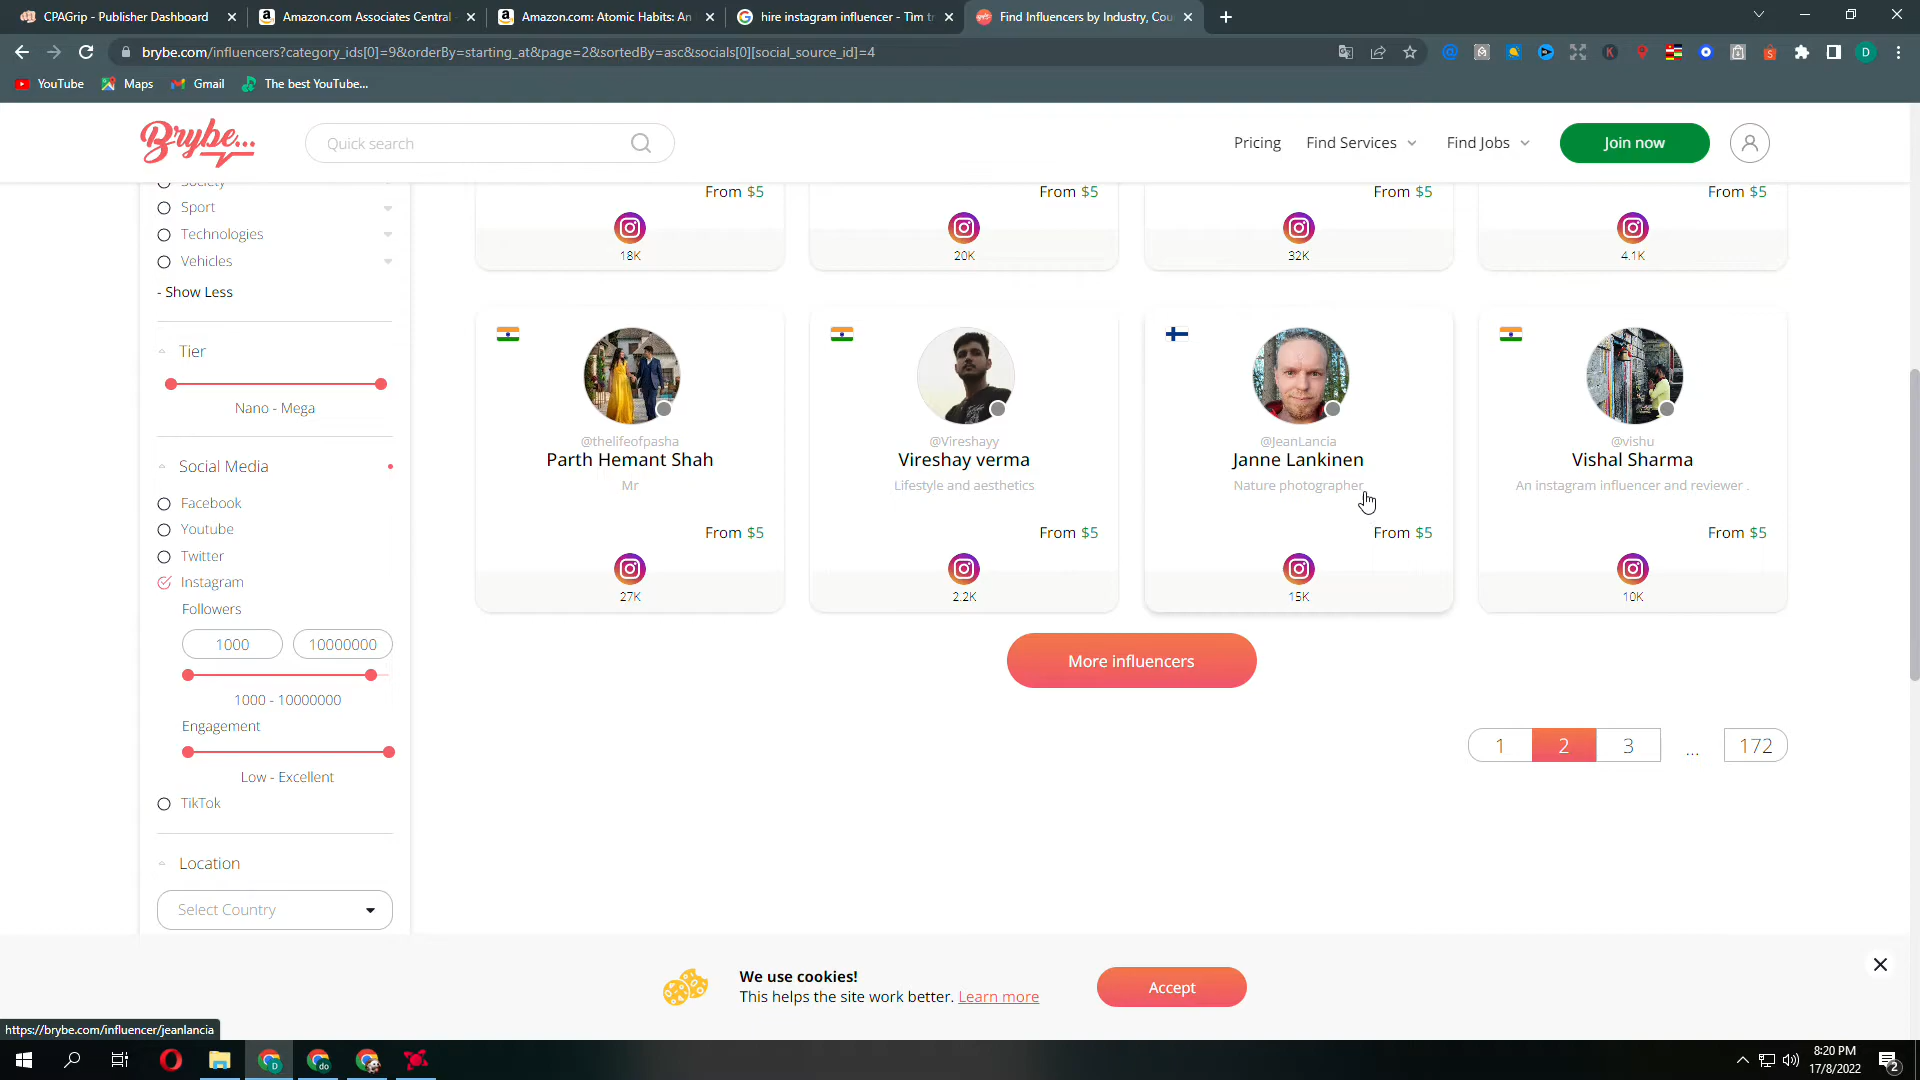 CPAGrip - Publisher Dashboard
Amazon.com Associates Central -
Amazon.com: Atomic Habits: An
hire instagram influencer - Tìm tr
Find Influencers by Industry, Cou
brybe.com/influencers?category_ids[0]=9&orderBy=starting_at&page=2&sortedBy=asc&socials[0][social_source_id]=4
YouTube
Maps
Gmail
The best YouTube...
Brybe...
Quick search
Pricing
Find Services
Find Jobs
Join now
Society
Sport
Technologies
Vehicles
- Show Less
Tier
Nano - Mega
Social Media
Facebook
Youtube
Twitter
Instagram
Followers
1000
10000000
1000 - 10000000
Engagement
Low - Excellent
TikTok
Location
Select Country
From $5
18K
From $5
20K
From $5
32K
From $5
4.1K
@thelifeofpasha
Parth Hemant Shah
Mr
From $5
27K
@Vireshayy
Vireshay verma
Lifestyle and aesthetics
From $5
2.2K
@JeanLancia
Janne Lankinen
Nature photographer
From $5
15K
@vishu
Vishal Sharma
An instagram influencer and reviewer .
From $5
10K
More influencers
1
2
3
...
172
We use cookies!
This helps the site work better. Learn more
Accept
https://brybe.com/influencer/jeanlancia
8:20 PM
17/8/2022
2